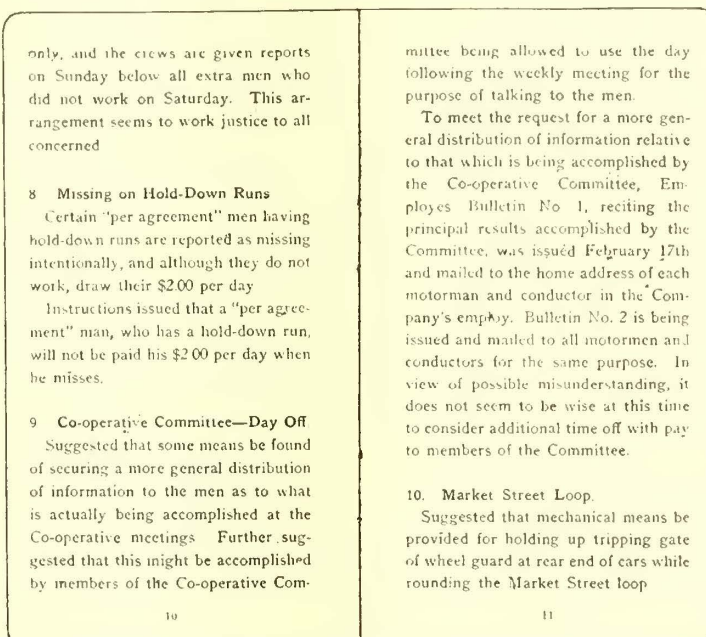 only, and the crews are given reports
on Sunday below all extra men who
did not work on Saturday. This ar-
rangement seems to work justice to all
concerned
8 Missing on Hold-Down Runs
Certain "per agreement" men having
hold-down runs are reported as missing
intentionally, and although they do not
work, draw their $2.00 per day
Instructions issued that a "per agree-
ment" man, who has a hold-down run,
will not be paid his $2 00 per day when
he misses.
9 Co-operative Committee—Day Off
Suggested that some means be found
of securing a more general distribution
of information to the men as to what
is actually being accomplished at the
Co-operative meetings Further sug-
gested that this might be accomplished
by members of the Co-operative Com-
10
mittee being allowed to use the day
following the weekly meeting for the
purpose of talking to the men.
To meet the request for a more gen-
eral distribution of information relative
to that which is being accomplished by
the Co-operative Committee, Em-
ployes Bulletin No 1, reciting the
principal results accomplished by the
Committee, was issued February 17th
and mailed to the home address of each
motorman and conductor in the Com-
pany's employ. Bulletin No. 2 is being
issued and mailed to all motormen and
conductors for the same purpose. In
view of possible misunderstanding, it
does not seem to be wise at this time
to consider additional time off with pay
to members of the Committee.
10. Market Street Loop.
Suggested that mechanical means be
provided for holding up tripping gate
of wheel guard at rear end of cars while
rounding the Market Street loop
11